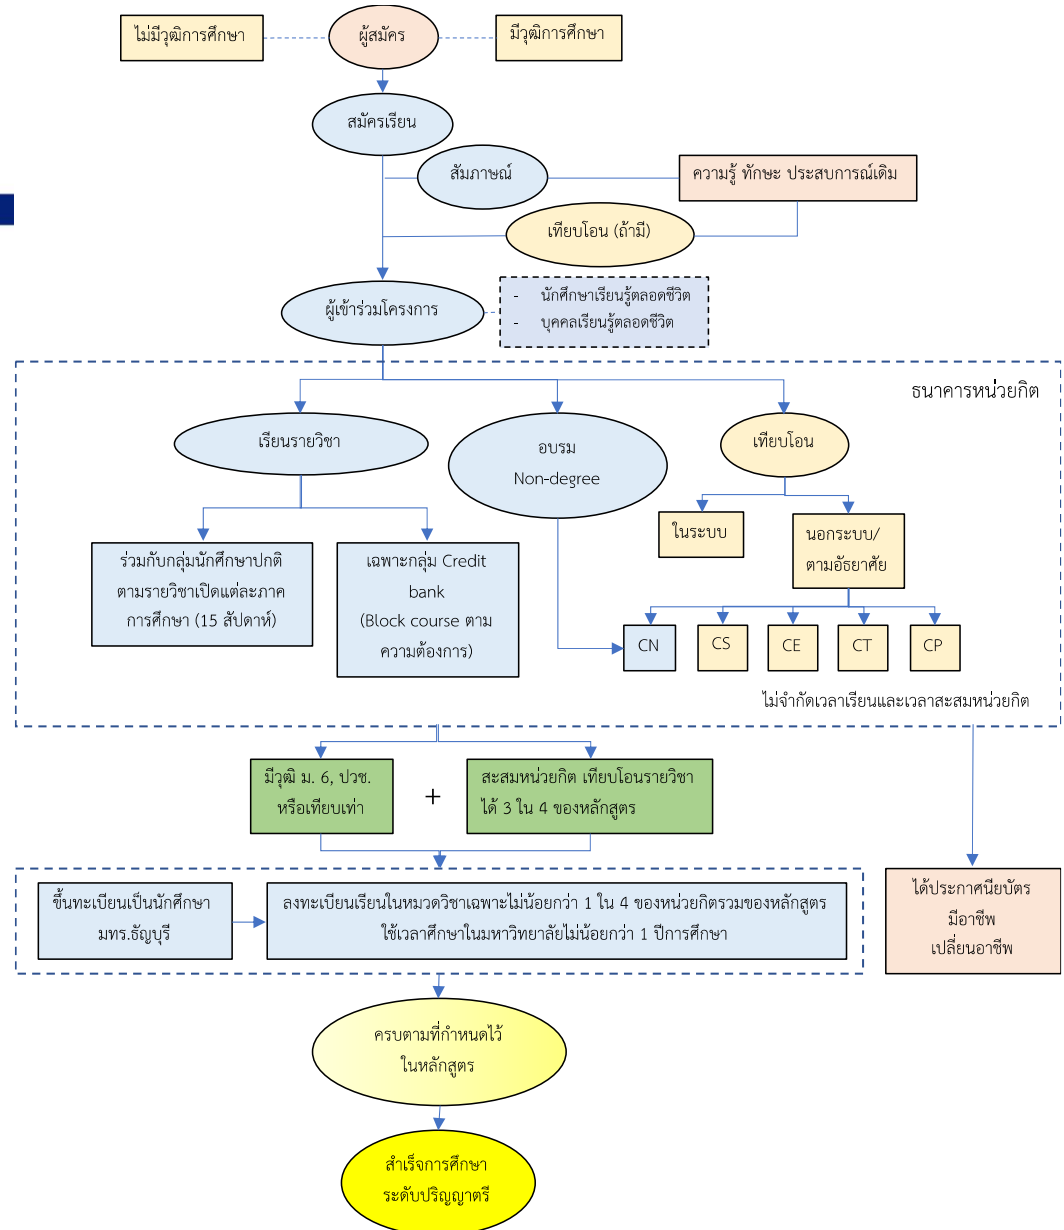 ไม่มีวุฒิการศึกษา
ผู้สมัคร
มีวุฒิการศึกษา
สมัครเรียน
สัมภาษณ์
ความรู้ ทักษะ ประสบการณ์เดิม
เทียบโอน (ถ้ามี)
ผู้เข้าร่วมโครงการ
- นักศึกษาเรียนรู้ตลอดชีวิต
- บุคคลเรียนรู้ตลอดชีวิต
ธนาคารหน่วยกิต
เรียนรายวิชา
อบรม
Non-degree
เทียบโอน
ในระบบ
นอกระบบ/
ตามอัธยาศัย
ร่วมกับกลุ่มนักศึกษาปกติ
ตามรายวิชาเปิดแต่ละภาค
การศึกษา (15 สัปดาห์)
เฉพาะกลุ่ม Credit
bank
(Block course ตาม
ความต้องการ)
CN
CS
CE
CT
CP
ไม่จำกัดเวลาเรียนและเวลาสะสมหน่วยกิต
มีวุฒิ ม. 6, ปวช.
หรือเทียบเท่า
+
สะสมหน่วยกิต เทียบโอนรายวิชา
ได้ 3 ใน 4 ของหลักสูตร
ขึ้นทะเบียนเป็นนักศึกษา
มทร.ธัญบุรี
ลงทะเบียนเรียนในหมวดวิชาเฉพาะไม่น้อยกว่า 1 ใน 4 ของหน่วยกิตรวมของหลักสูตร
ใช้เวลาศึกษาในมหาวิทยาลัยไม่น้อยกว่า 1 ปีการศึกษา
ได้ประกาศนียบัตร
มีอาชีพ
เปลี่ยนอาชีพ
ครบตามที่กำหนดไว้
ในหลักสูตร
สำเร็จการศึกษา
ระดับปริญญาตรี